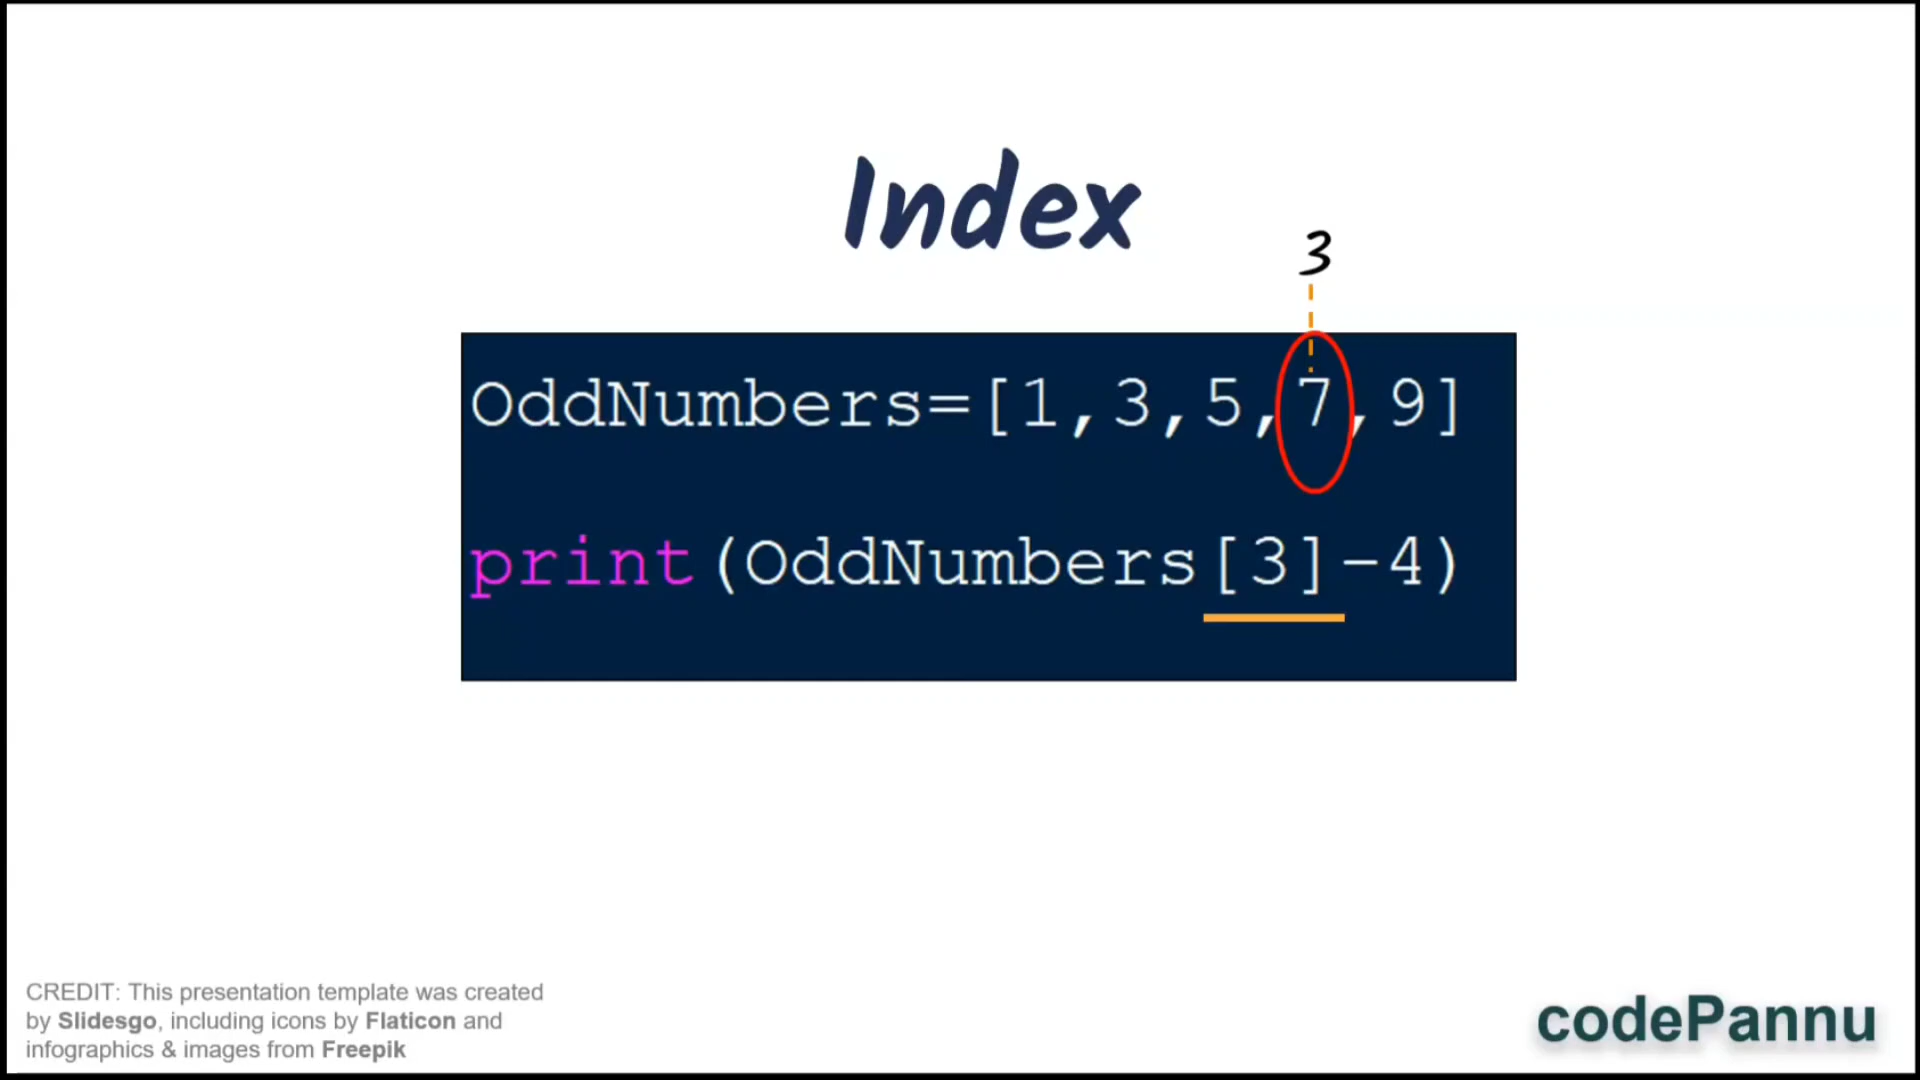 Index
3
OddNumbers=[1,3,5,7,9]
print(OddNumbers[3]-4)
CREDIT: This presentation template was created
by Slidesgo, including icons by Flaticon and
infographics & images from Freepik
codePannu